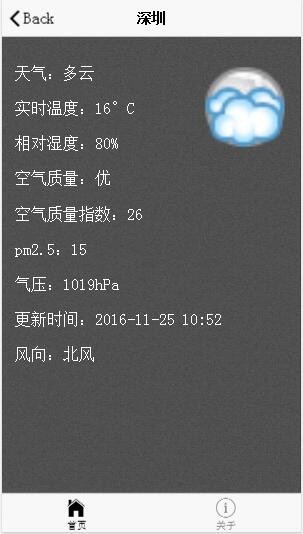 Back
深圳
天气：多云
实时温度：16°C
相对湿度：80%
空气质量：优
空气质量指数：26
pm2.5：15
气压：1019hPa
更新时间：2016-11-25 10:52
风向：北风
首页
关于